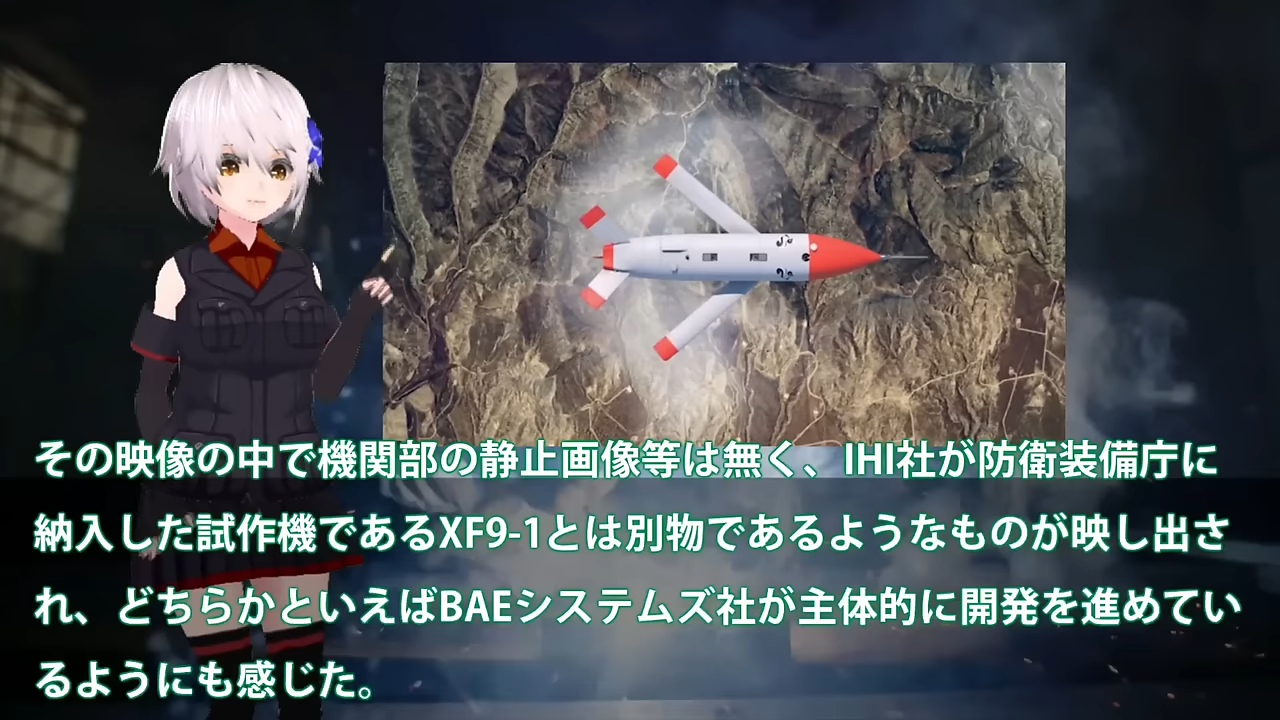 その映像の中で機関部の静止画像等は無く、IHI社が防衛装備庁に
納入した試作機であるXF9-1とは別物であるようなものが映し出さ
れ、どちらかといえばBAEシステムズ社が主体的に開発を進めてい
るようにも感じた。